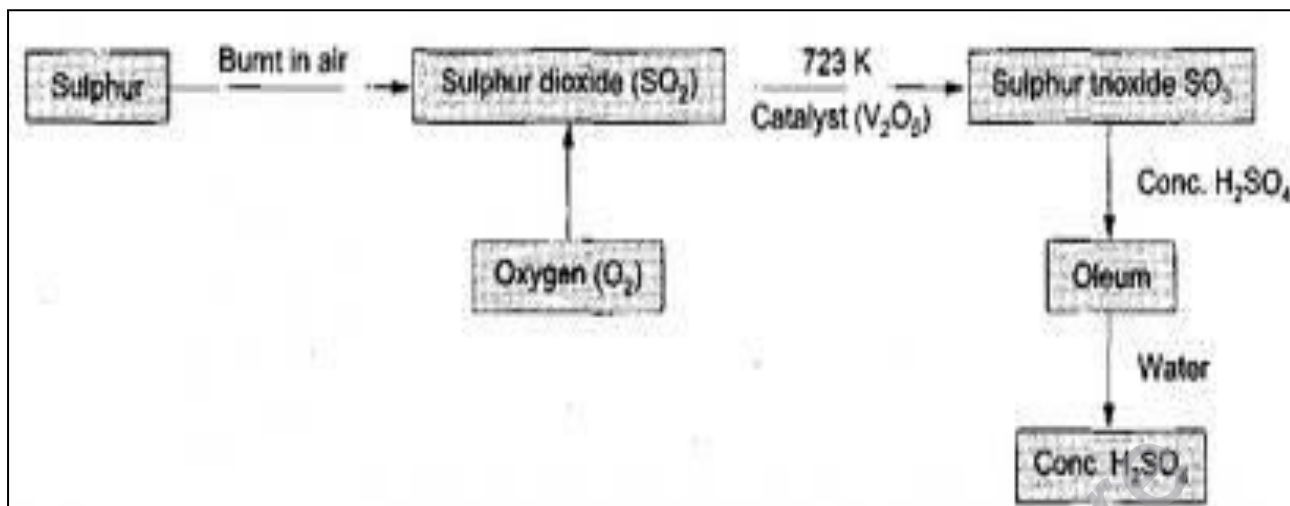 Sulphur
Burnt in air
Sulphur dioxide (SO₂)
723 K
Catalyst (V₂O₅)
Sulphur trioxide SO₃
Conc. H₂SO₄
Oxygen (O₂)
Oleum
Water
Conc. H₂SO₄